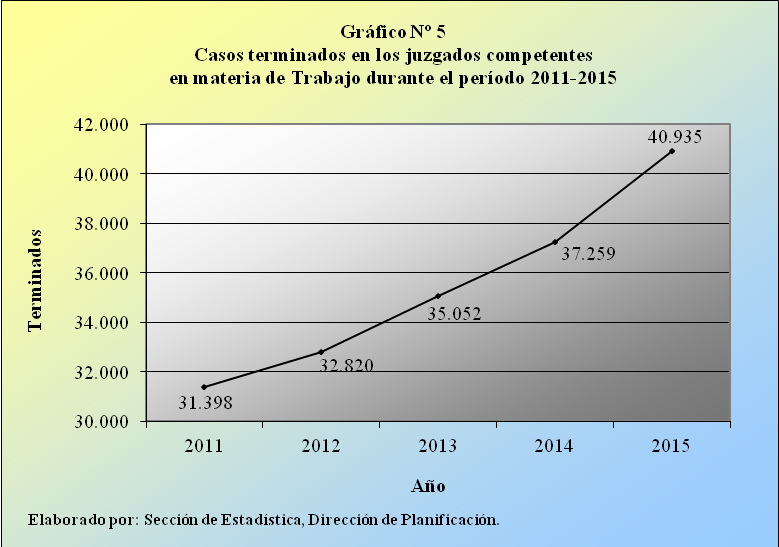 Gráfico Nº 5
Casos terminados en los juzgados competentes
en materia de Trabajo durante el período 2011-2015
42.000
40.000
38.000
36.000
34.000
32.000
30.000
Terminados
31.398
32.820
35.052
37.259
40.935
2011 2012 2013 2014 2015
Año
Elaborado por: Sección de Estadística, Dirección de Planificación.